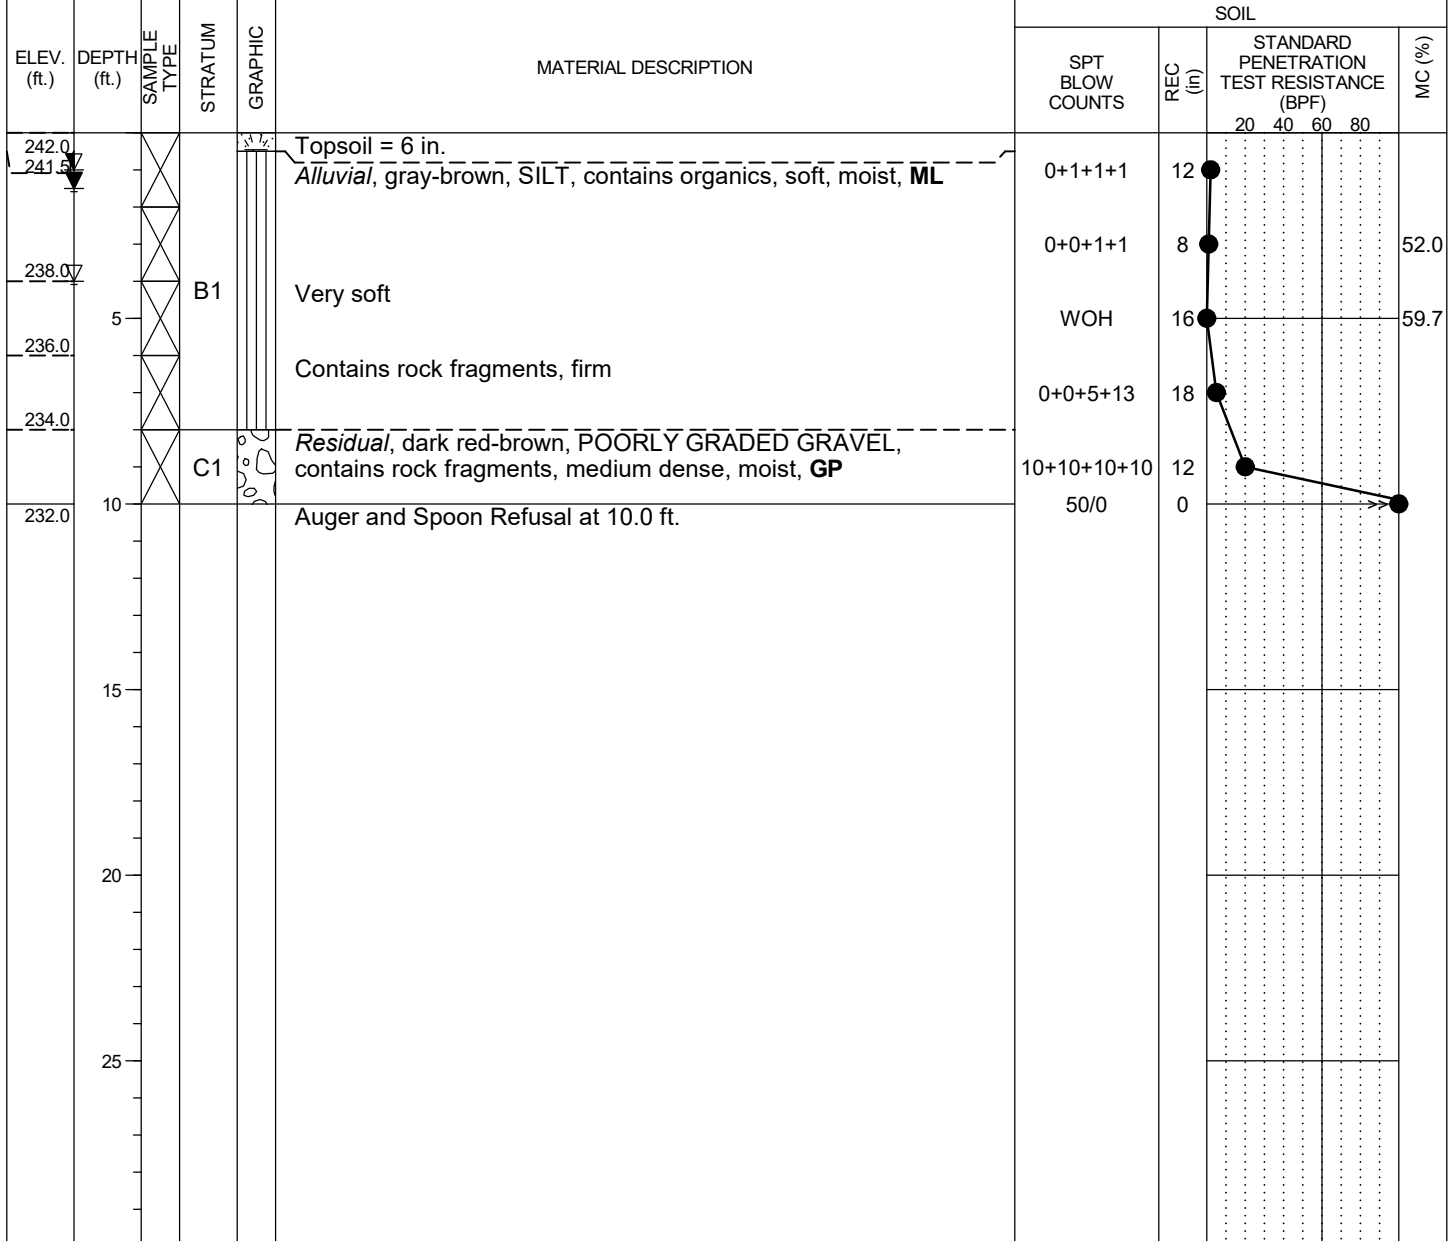 SOIL
ELEV.
(ft.)
DEPTH
(ft.)
SAMPLE
TYPE
STRATUM
GRAPHIC
MATERIAL DESCRIPTION
SPT
BLOW
COUNTS
REC
(in)
STANDARD
PENETRATION
TEST RESISTANCE
(BPF)
20 40 60 80
MC (%)
242.0
Topsoil = 6 in.
241.5
Alluvial, gray-brown, SILT, contains organics, soft, moist, ML
0+1+1+1
12
0+0+1+1
8
52.0
238.0
B1
Very soft
5
WOH
16
59.7
236.0
Contains rock fragments, firm
0+0+5+13
18
234.0
Residual, dark red-brown, POORLY GRADED GRAVEL,
C1
contains rock fragments, medium dense, moist, GP
10+10+10+10
12
10
232.0
Auger and Spoon Refusal at 10.0 ft.
50/0
0
>>
15
20
25